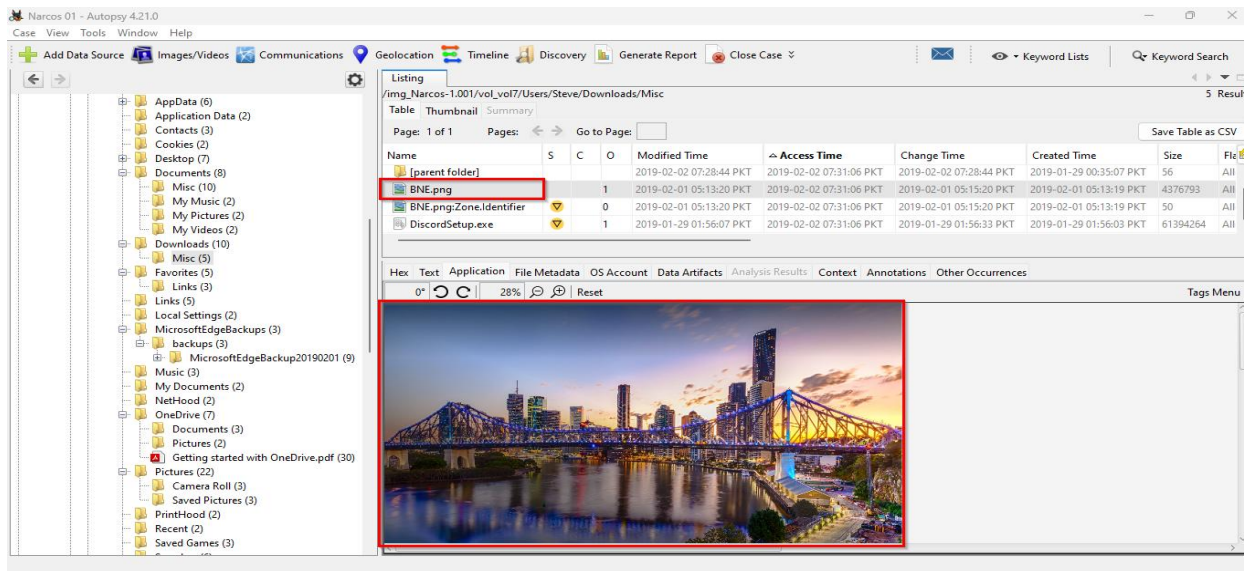 Narcos 01 - Autopsy 4.21.0
Case View Tools Window Help
Add Data Source Images/Videos Communications Geolocation Timeline Discovery Generate Report Close Case Keyword Lists Keyword Search
Listing
/img_Narcos-1.001/vol_vol7/Users/Steve/Downloads/Misc 5 Resul
Table Thumbnail Summary
Page: 1 of 1 Pages: Go to Page: Save Table as CSV
Name S C O Modified Time Access Time Change Time Created Time Size Fla
[parent folder] 2019-02-02 07:28:44 PKT 2019-02-02 07:31:06 PKT 2019-02-02 07:28:44 PKT 2019-01-29 00:35:07 PKT 56 All
BNE.png 1 2019-02-01 05:13:20 PKT 2019-02-02 07:31:06 PKT 2019-02-01 05:15:20 PKT 2019-02-01 05:13:19 PKT 4376793 All
BNE.png:Zone.Identifier 0 2019-02-01 05:13:20 PKT 2019-02-02 07:31:06 PKT 2019-02-01 05:15:20 PKT 2019-02-01 05:13:19 PKT 50 All
DiscordSetup.exe 1 2019-01-29 01:56:07 PKT 2019-02-02 07:31:06 PKT 2019-01-29 01:56:33 PKT 2019-01-29 01:56:03 PKT 61394264 All
Hex Text Application File Metadata OS Account Data Artifacts Analysis Results Context Annotations Other Occurrences
0° 28% Reset Tags Menu
AppData (6)
Application Data (2)
Contacts (3)
Cookies (2)
Desktop (7)
Documents (8)
Misc (10)
My Music (2)
My Pictures (2)
My Videos (2)
Downloads (10)
Misc (5)
Favorites (5)
Links (3)
Links (5)
Local Settings (2)
MicrosoftEdgeBackups (3)
backups (3)
MicrosoftEdgeBackup20190201 (9)
Music (3)
My Documents (2)
NetHood (2)
OneDrive (7)
Documents (3)
Pictures (2)
Getting started with OneDrive.pdf (30)
Pictures (22)
Camera Roll (3)
Saved Pictures (3)
PrintHood (2)
Recent (2)
Saved Games (3)